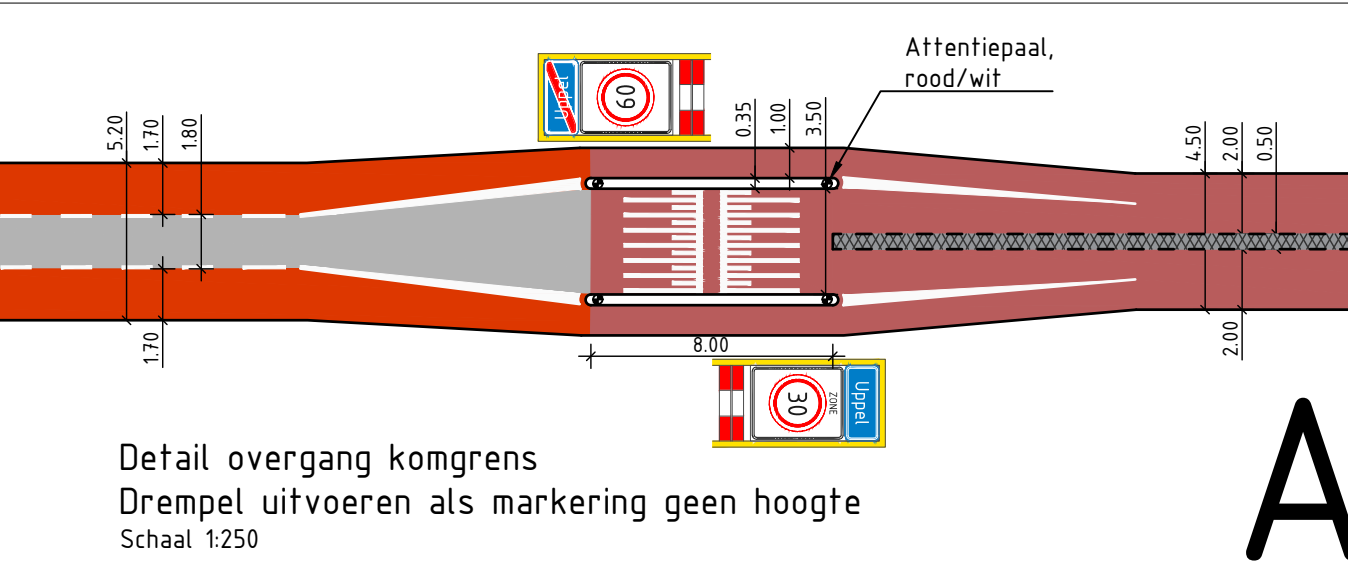 Attentiepaal,
rood/wit
Uppel
60
0.35
1.00
3.50
5.20
1.70
1.80
4.50
2.00
0.50
1.70
8.00
2.00
30
ZONE
Uppel
Detail overgang komgrens
Drempel uitvoeren als markering geen hoogte
Schaal 1:250
A